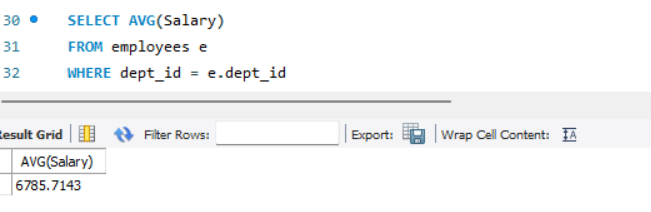 30 SELECT AVG(Salary)
31 FROM employees e
32 WHERE dept_id = e.dept_id
Result Grid Filter Rows: Export: Wrap Cell Content:
AVG(Salary)
6785.7143